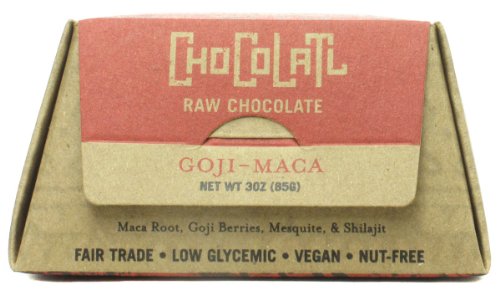 CHOCOLATL
RAW CHOCOLATE
GOJI-MACA
NET WT 3OZ (85G)
Maca Root, Goji Berries, Mesquite, & Shilajit
FAIR TRADE • LOW GLYCEMIC • VEGAN • NUT-FREE